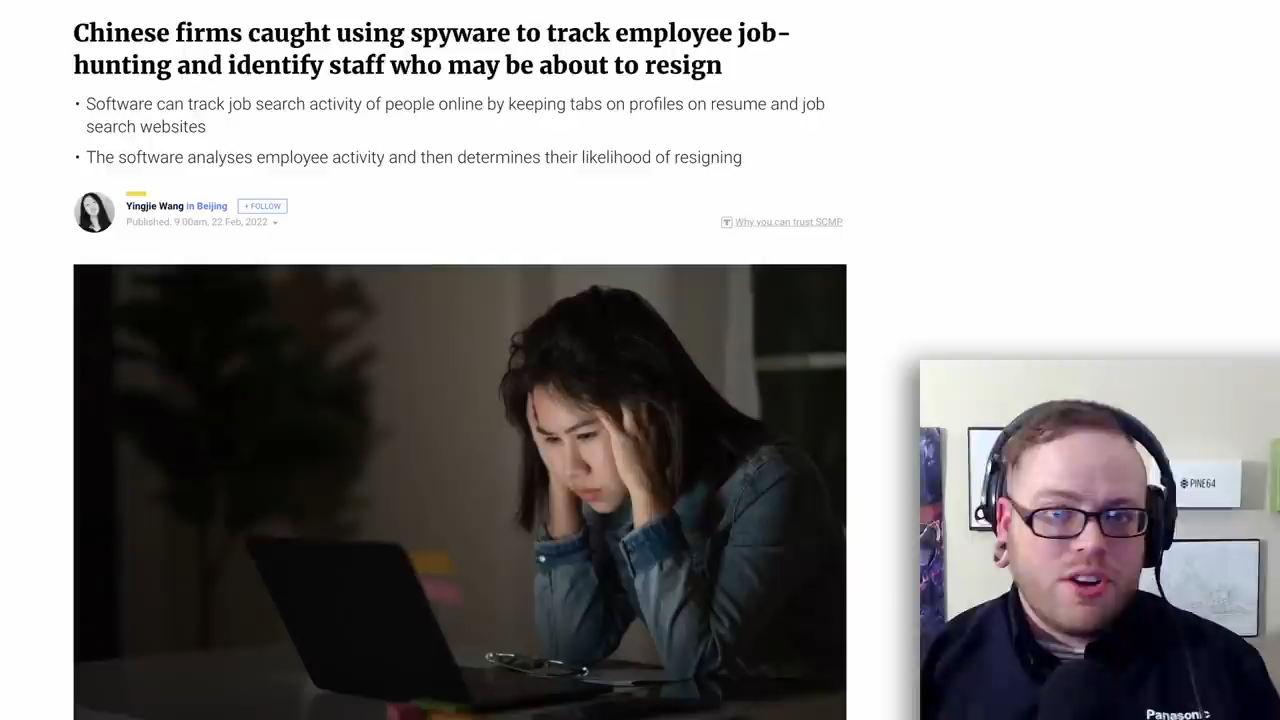 Chinese firms caught using spyware to track employee job-
hunting and identify staff who may be about to resign
• Software can track job search activity of people online by keeping tabs on profiles on resume and job
search websites
• The software analyses employee activity and then determines their likelihood of resigning
Yingjie Wang in Beijing + FOLLOW
Published: 9:00am, 22 Feb, 2022
Why you can trust SCMP
PINE64
Panasonic